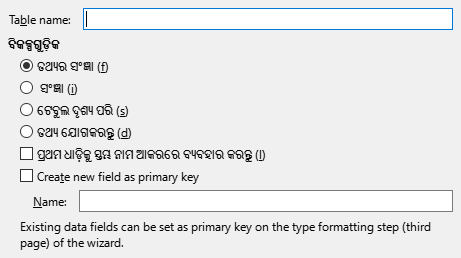 Table name:
ବିକଳ୍ପଗୁଡ଼ିକ
ତଥ୍ୟର ସଂଜ୍ଞା (f)
ସଂଜ୍ଞା (i)
ଟେବୁଲ ଦୃଶ୍ୟ ପରି (s)
ତଥ୍ୟ ଯୋଗକରନ୍ତୁ (d)
ପ୍ରଥମ ଧାଡ଼ିକୁ ସ୍ତମ୍ଭ ନାମ ଆକାରରେ ବ୍ୟବହାର କରନ୍ତୁ (l)
Create new field as primary key
Name:
Existing data fields can be set as primary key on the type formatting step (third
page) of the wizard.